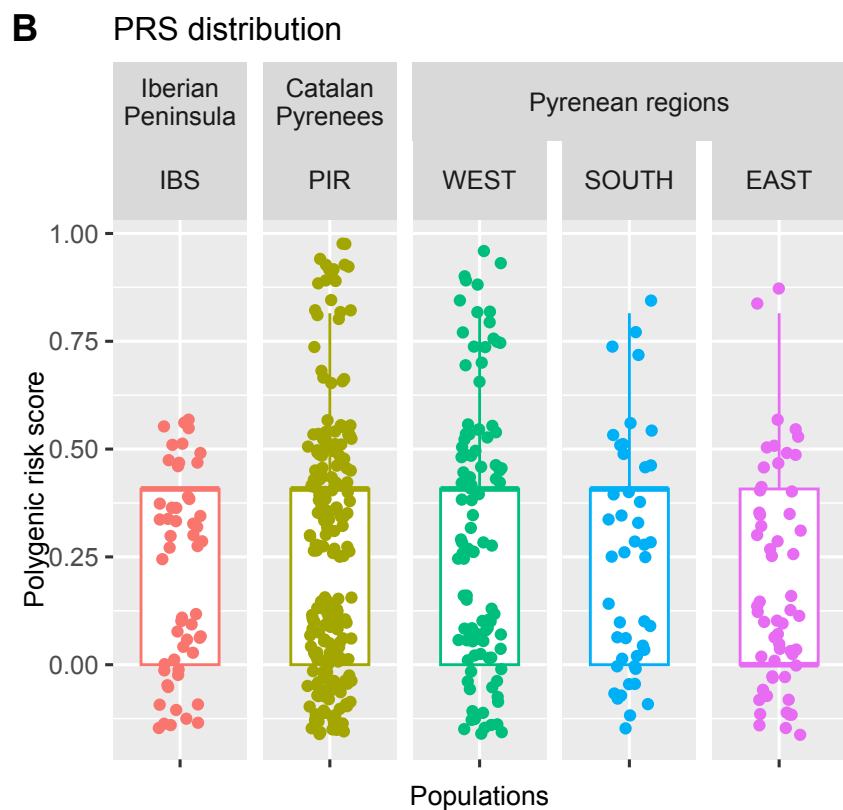 B
PRS distribution
Iberian
Peninsula
Catalan
Pyrenees
Pyrenean regions
IBS
PIR
WEST
SOUTH
EAST
1.00
0.75
0.50
0.25
0.00
Polygenic risk score
Populations